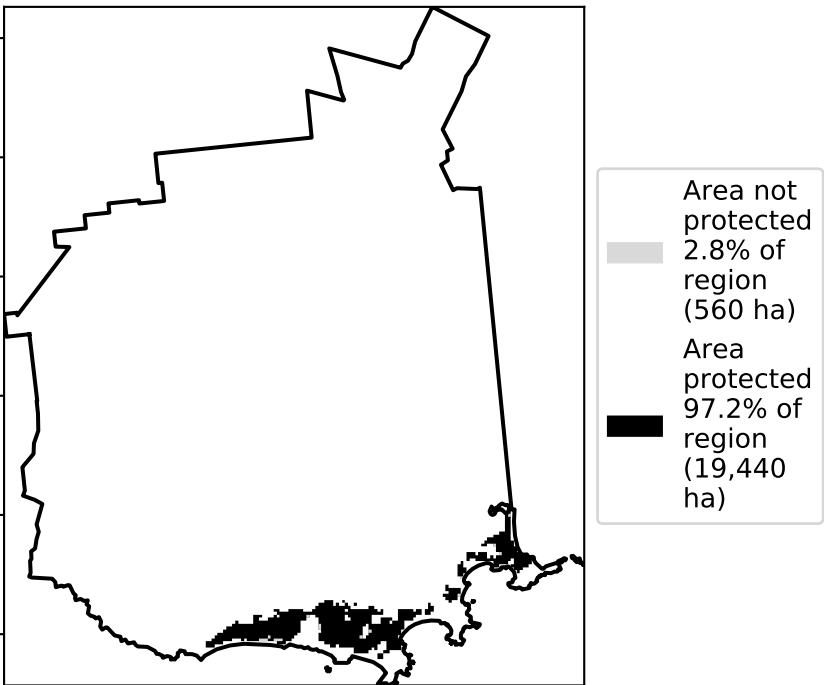 Area not
protected
2.8% of
region
(560 ha)
Area
protected
97.2% of
region
(19,440
ha)